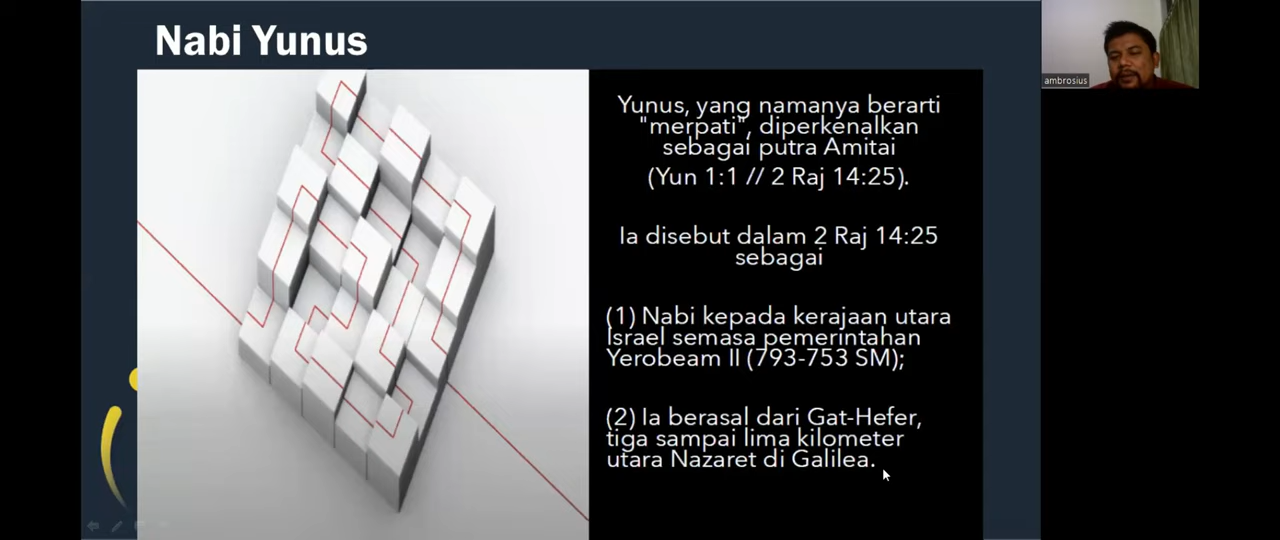 Nabi Yunus
ambrosius
Yunus, yang namanya berarti
"merpati", diperkenalkan
sebagai putra Amitai
(Yun 1:1 // 2 Raj 14:25).
Ia disebut dalam 2 Raj 14:25
sebagai
(1) Nabi kepada kerajaan utara
Israel semasa pemerintahan
Yerobeam II (793-753 SM);
(2) Ia berasal dari Gat-Hefer,
tiga sampai lima kilometer
utara Nazaret di Galilea.